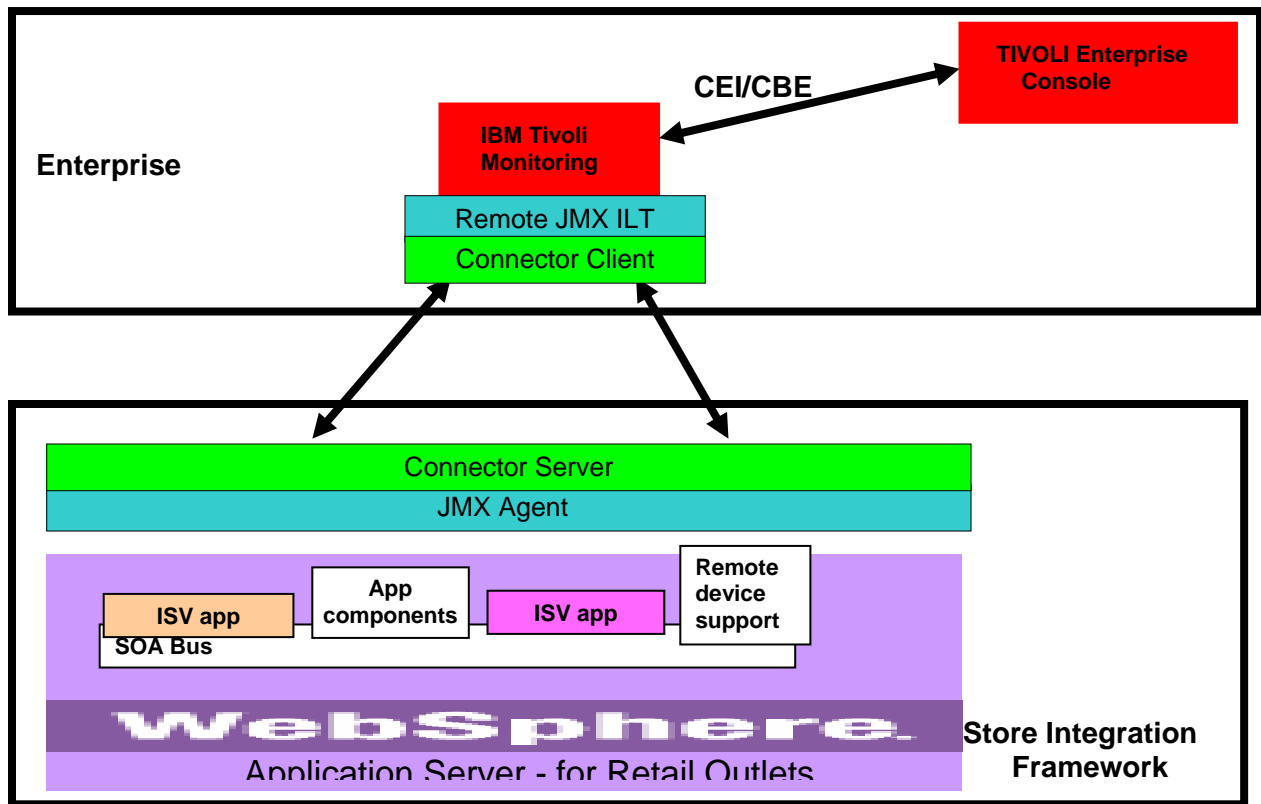 TIVOLI Enterprise
Console
CEI/CBE
IBM Tivoli
Monitoring
Enterprise
Remote JMX ILT
Connector Client
Connector Server
JMX Agent
Remote
device
support
App
components
ISV app
ISV app
SOA Bus
WebSphere.
Store Integration
Framework
Application Server - for Retail Outlets